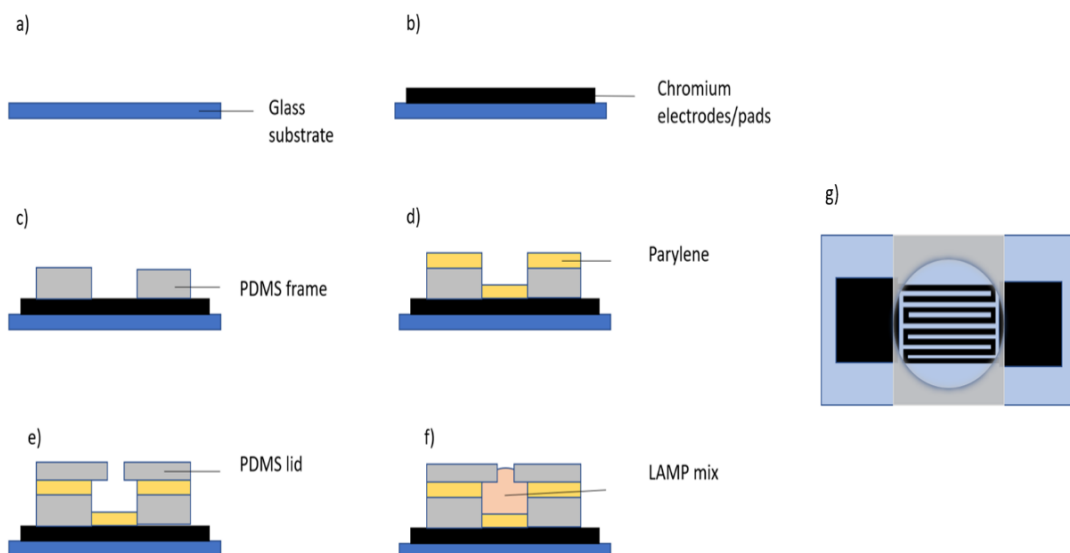 a)
b)
Glass
substrate
Chromium
electrodes/pads
c)
d)
g)
PDMS frame
Parylene
e)
f)
PDMS lid
LAMP mix